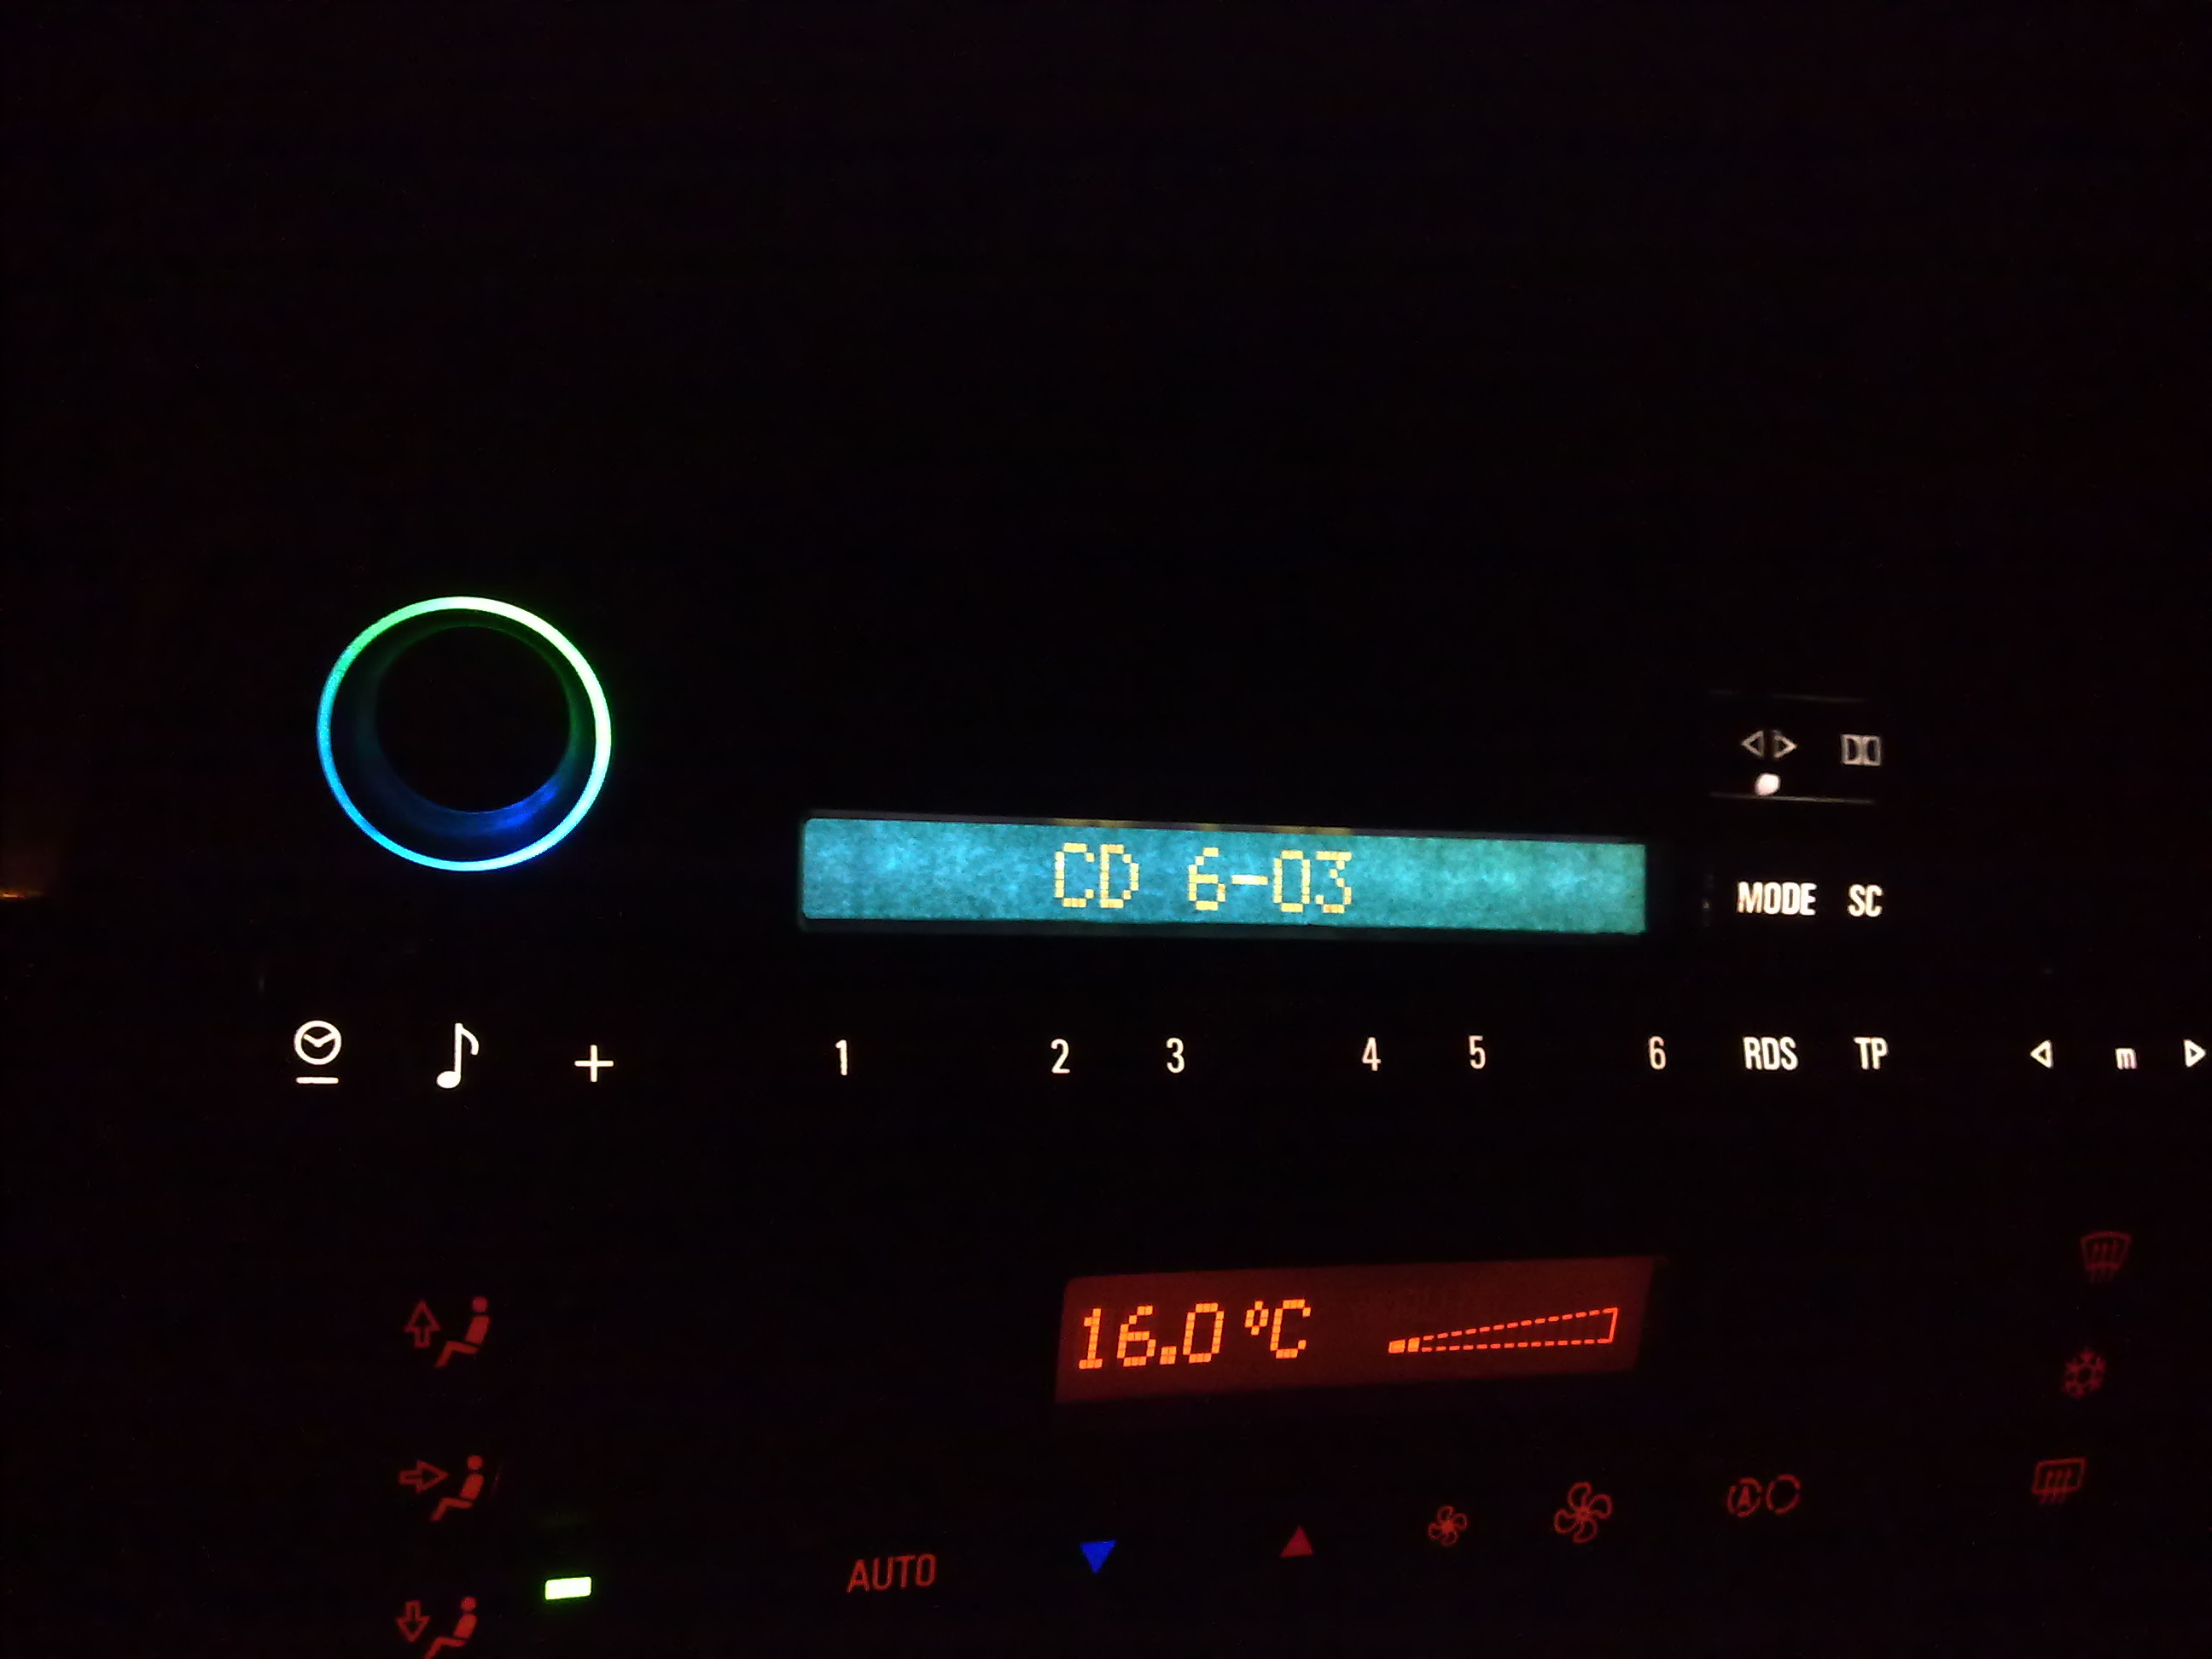 CD 6-03
MODE SC
+ 1 2 3 4 5 6 RDS TP m
16.0 °C
AUTO
A